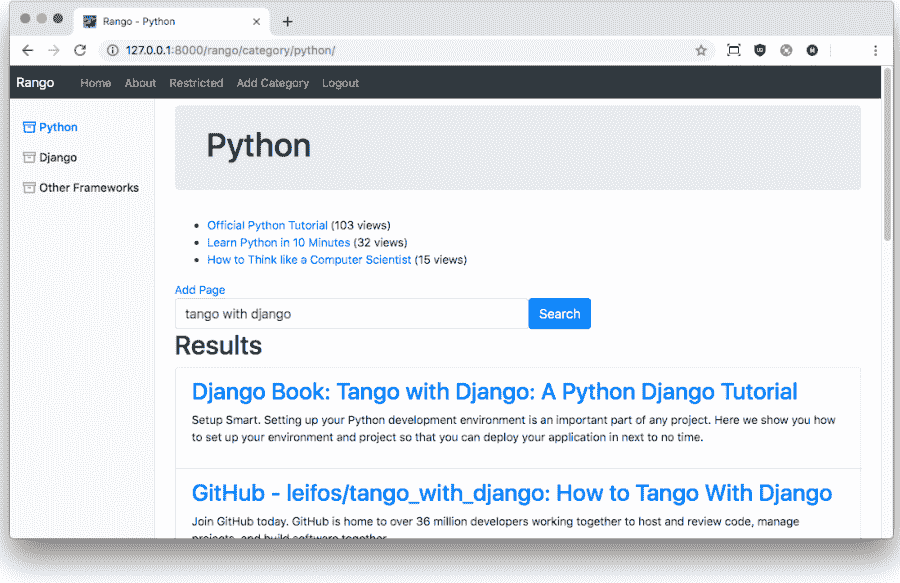 Rango - Python
127.0.0.1:8000/rango/category/python/
Rango Home About Restricted Add Category Logout
Python
Django
Other Frameworks
Python
Official Python Tutorial (103 views)
Learn Python in 10 Minutes (32 views)
How to Think like a Computer Scientist (15 views)
Add Page
tango with django Search
Results
Django Book: Tango with Django: A Python Django Tutorial
Setup Smart. Setting up your Python development environment is an important part of any project. Here we show you how
to set up your environment and project so that you can deploy your application in next to no time.
GitHub - leifos/tango_with_django: How to Tango With Django
Join GitHub today. GitHub is home to over 36 million developers working together to host and review code, manage
projects, and build software together